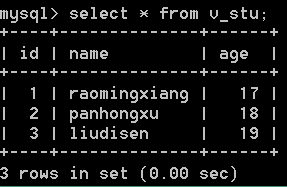 mysql> select * from v_stu;
+----+--------------+------+
| id | name         | age  |
+----+--------------+------+
|  1 | raomingxiang |   17 |
|  2 | panhongxu    |   18 |
|  3 | liudisen     |   19 |
+----+--------------+------+
3 rows in set (0.00 sec)